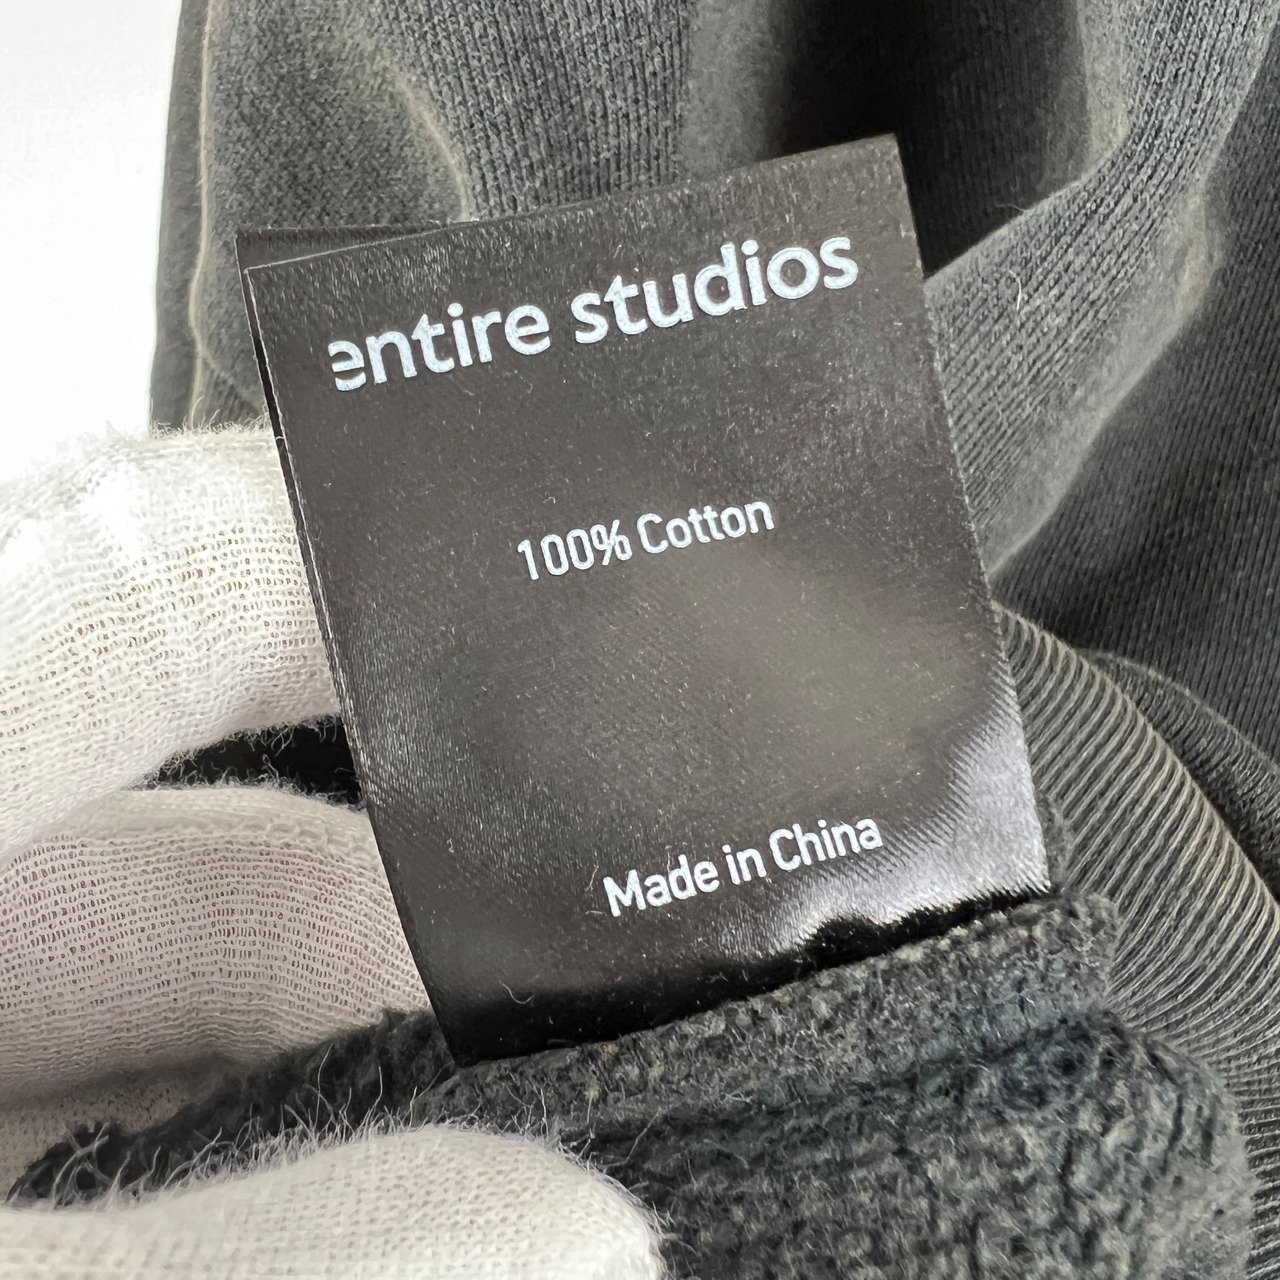 entire studios
100% Cotton
Made in China